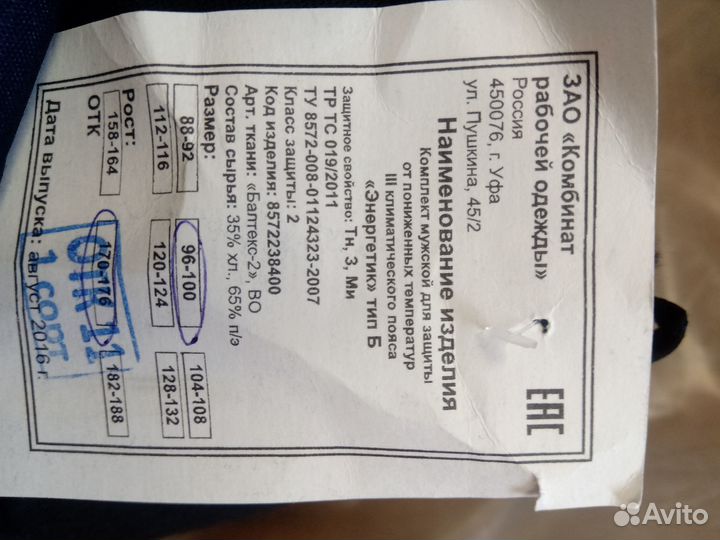 ЗАО «Комбинат
рабочей одежды»
Россия
450076, г. Уфа
ул. Пушкина, 45/2
ЕАС
Наименование изделия
Комплект мужской для защиты
от пониженных температур
III климатического пояса
«Энергетик» тип Б
Защитное свойство: Тн, З, Ми
ТР ТС 019/2011
ТУ 8572-008-01124323-2007
Класс защиты: 2
Код изделия: 8572238400
Арт. ткани: «Балтекс-2», ВО
Состав сырья: 35% хл., 65% п/э
Размер:
88-92 96-100 104-108
112-116 120-124 128-132
Рост:
158-164 170-176 182-188
ОТК
ОТК 11
1 сорт
Дата выпуска: август 2016 г.
Avito